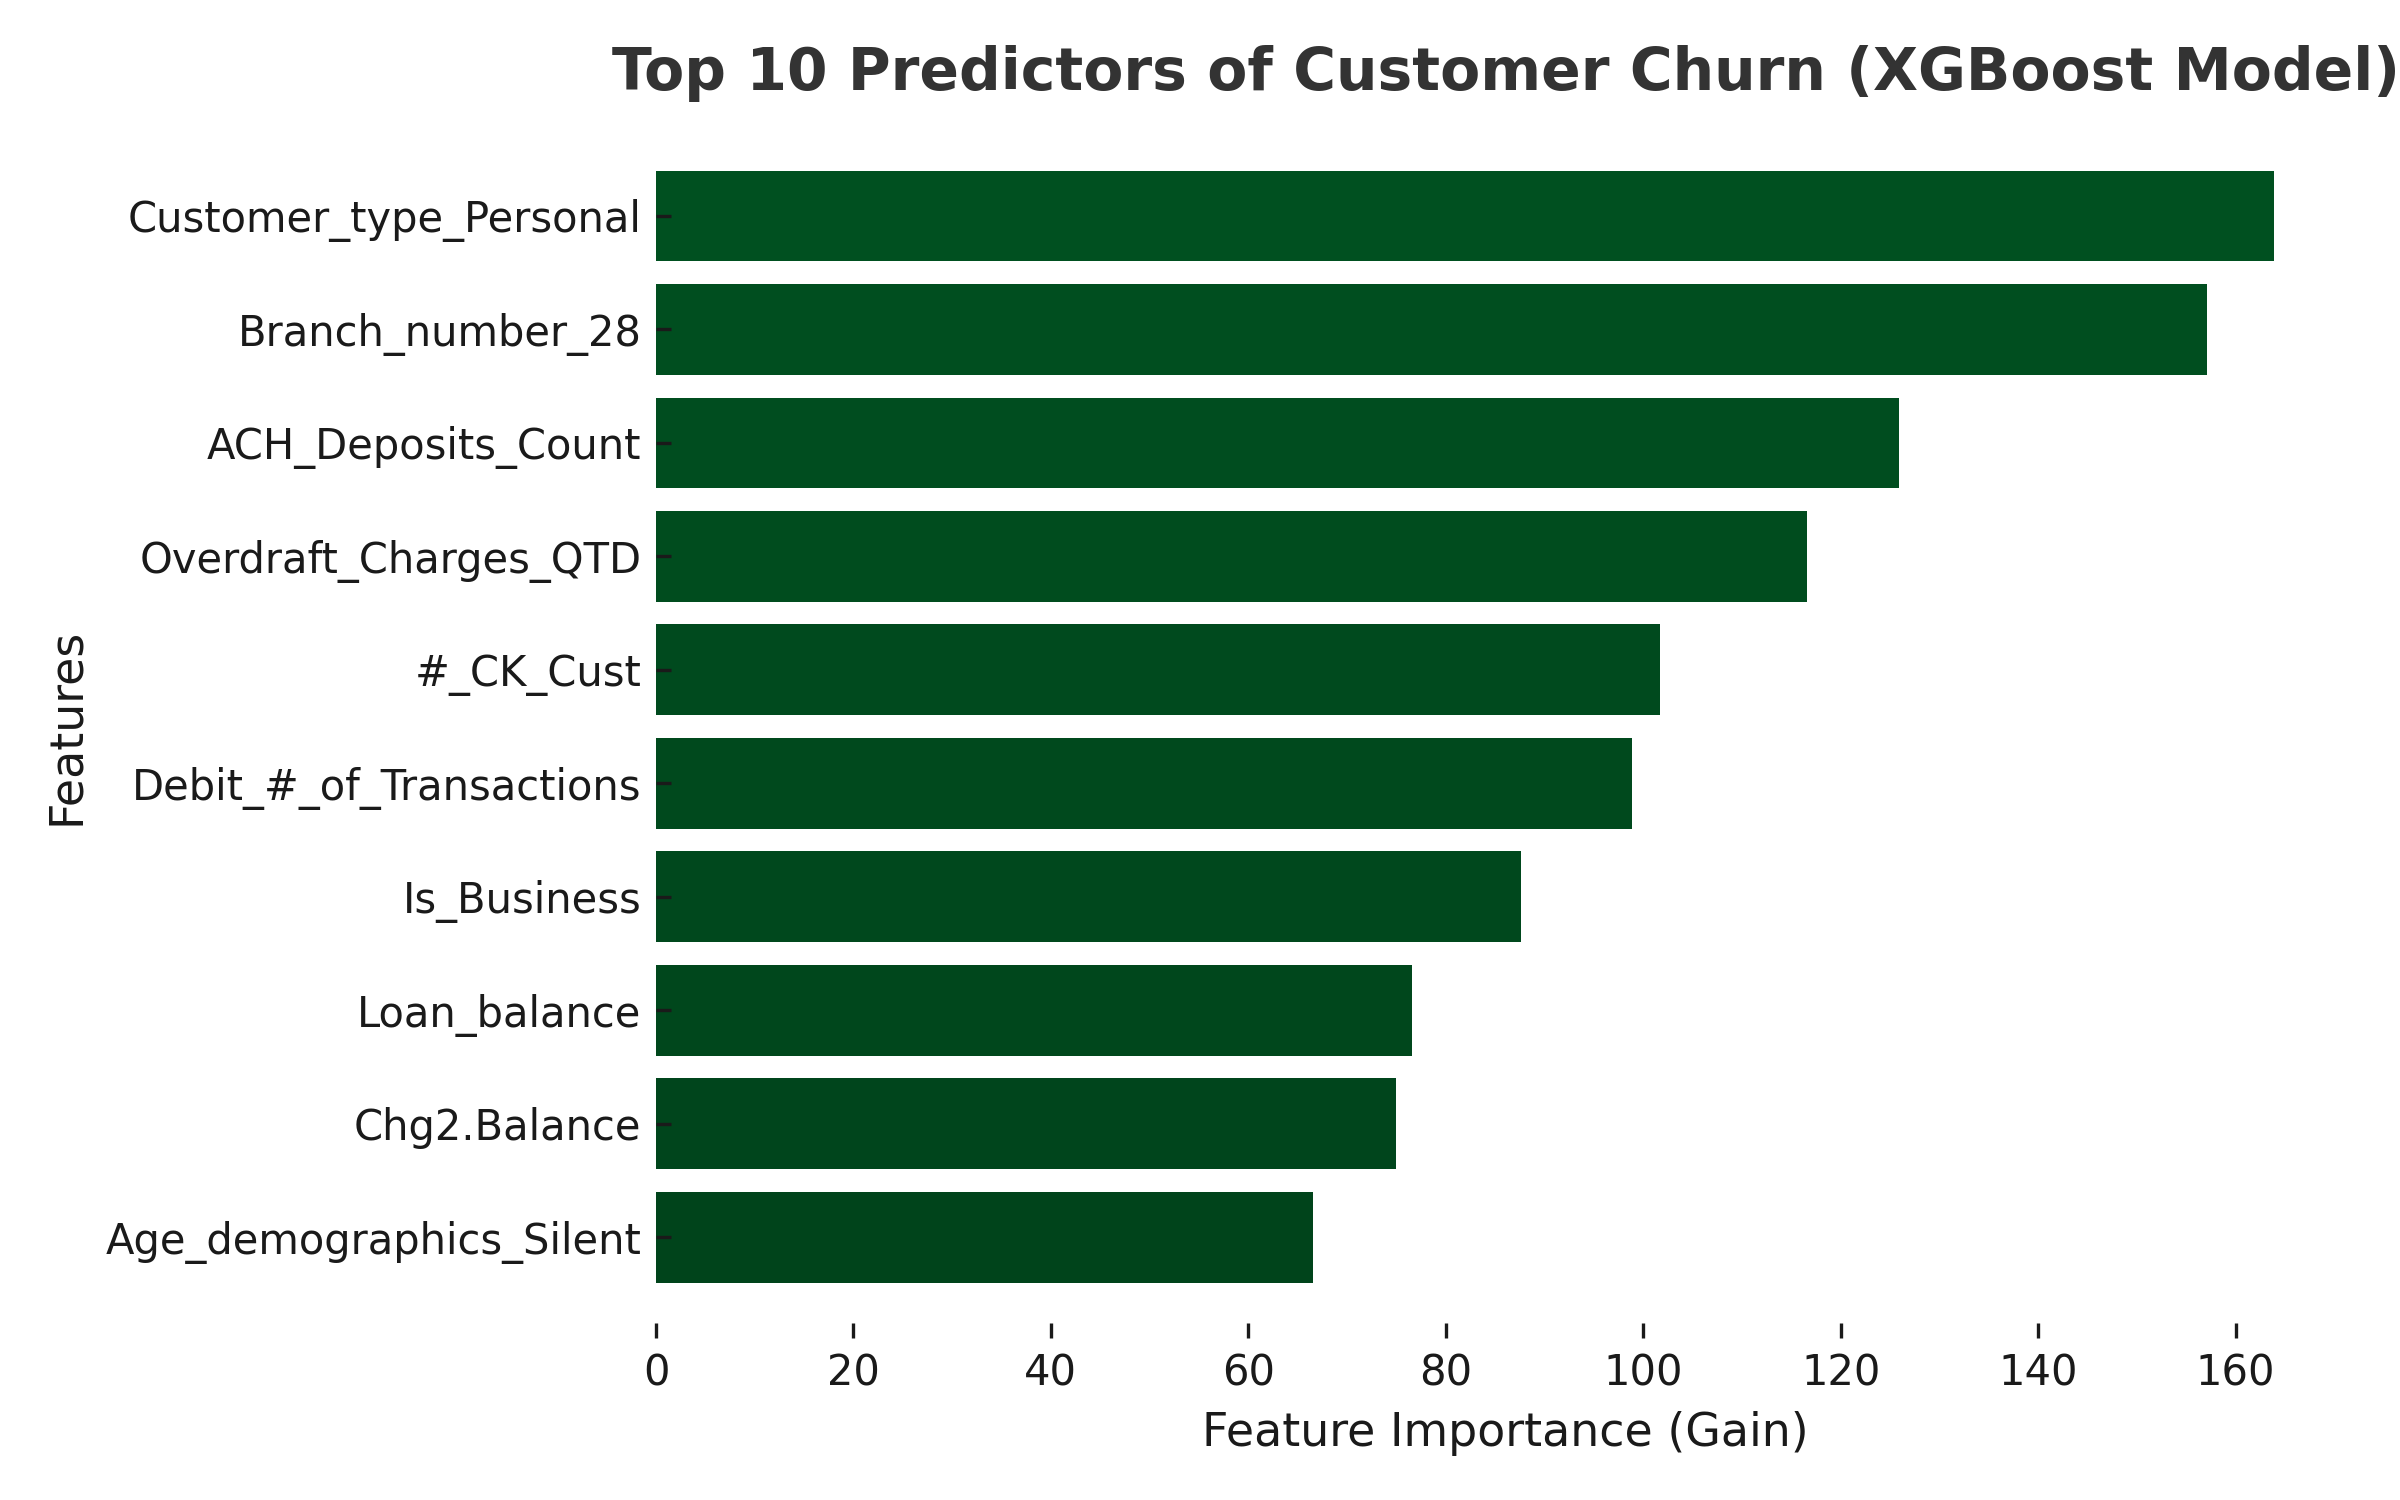 Top 10 Predictors of Customer Churn (XGBoost Model)
Features
Customer_type_Personal
Branch_number_28
ACH_Deposits_Count
Overdraft_Charges_QTD
#_CK_Cust
Debit_#_of_Transactions
Is_Business
Loan_balance
Chg2.Balance
Age_demographics_Silent
0 20 40 60 80 100 120 140 160
Feature Importance (Gain)